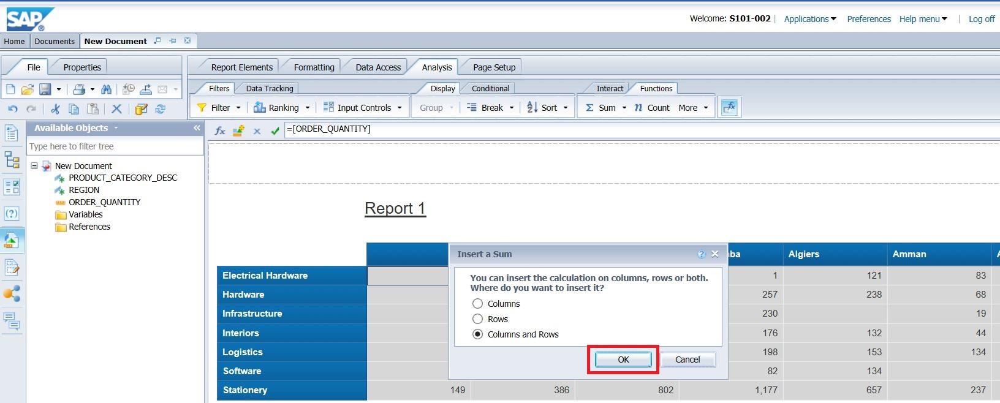 SAP®
Welcome: S101-002 | Applications Preferences Help menu | Log off
Home Documents New Document
File Properties Report Elements Formatting Data Access Analysis Page Setup
Filters Data Tracking Display Conditional Interact Functions
Filter Ranking Input Controls Group Break Sort Σ Sum n Count More
Available Objects «
fx =[ORDER_QUANTITY]
Type here to filter tree
New Document
PRODUCT_CATEGORY_DESC
REGION
ORDER_QUANTITY
Variables
References
Report 1
Insert a Sum
You can insert the calculation on columns, rows or both.
Where do you want to insert it?
Columns
Rows
Columns and Rows
OK Cancel
ba Algiers Amman
Electrical Hardware 1 121 83
Hardware 257 238 68
Infrastructure 230 19
Interiors 176 132 44
Logistics 198 153 134
Software 82 134
Stationery 149 386 802 1,177 657 237